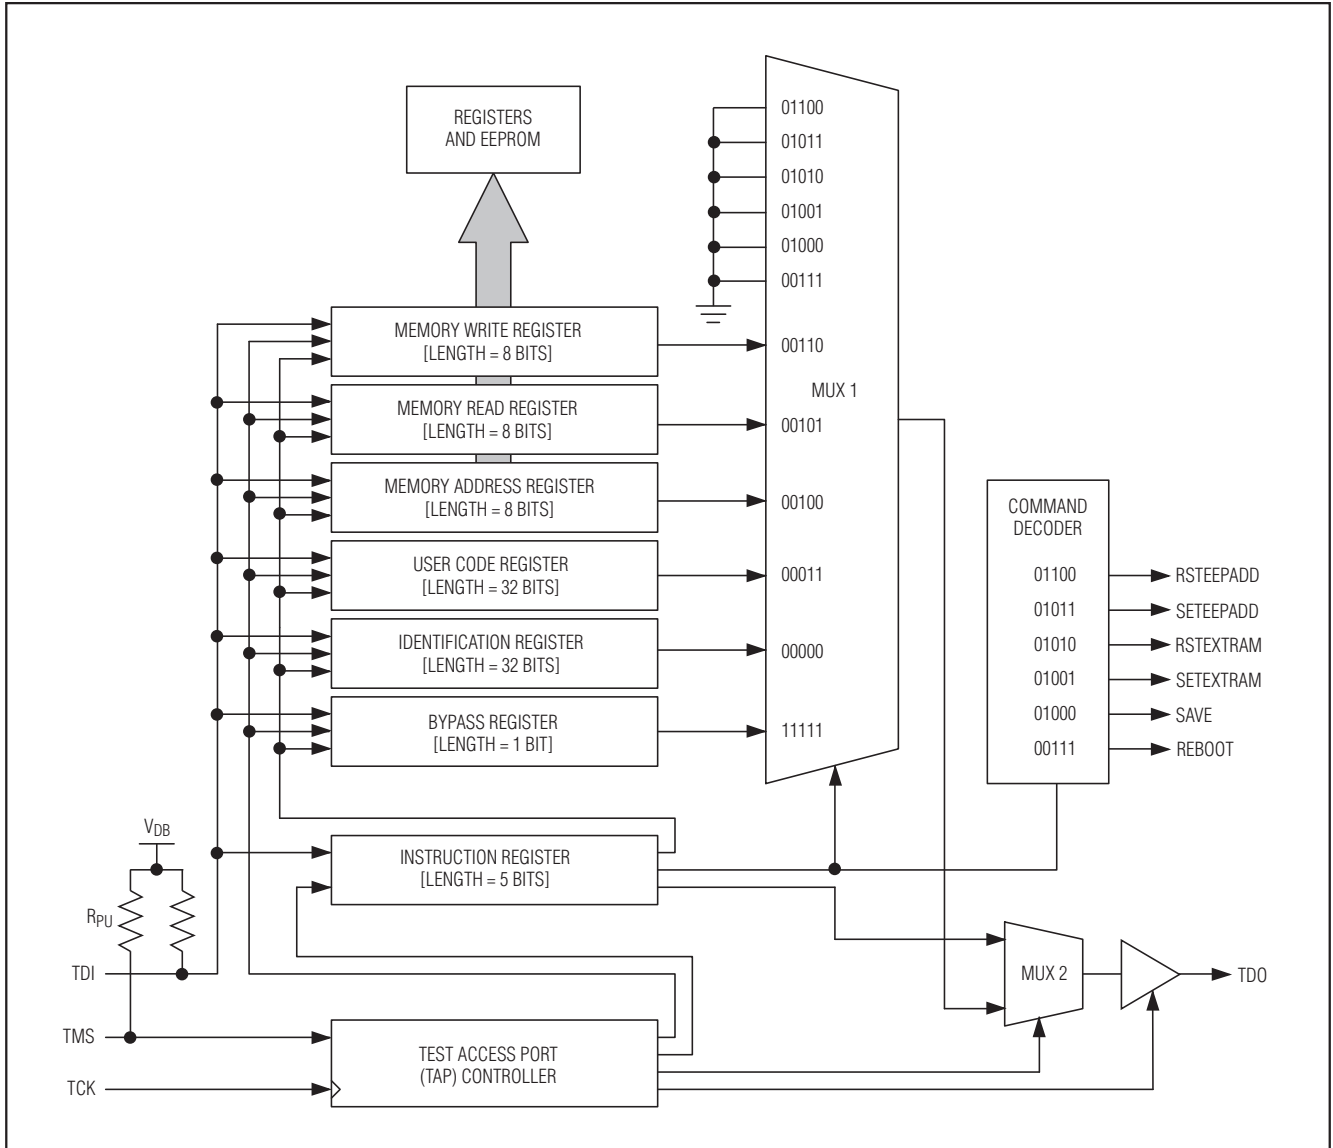 REGISTERS
AND EEPROM
01100
01011
01010
01001
01000
00111
MEMORY WRITE REGISTER
[LENGTH = 8 BITS]
00110
MUX 1
MEMORY READ REGISTER
[LENGTH = 8 BITS]
00101
MEMORY ADDRESS REGISTER
[LENGTH = 8 BITS]
00100
USER CODE REGISTER
[LENGTH = 32 BITS]
00011
IDENTIFICATION REGISTER
[LENGTH = 32 BITS]
00000
BYPASS REGISTER
[LENGTH = 1 BIT]
11111
COMMAND
DECODER
01100 RSTEEPADD
01011 SETEEPADD
01010 RSTEXTRAM
01001 SETEXTRAM
01000 SAVE
00111 REBOOT
VDB
INSTRUCTION REGISTER
[LENGTH = 5 BITS]
RPU
TDI
MUX 2
TDO
TMS
TEST ACCESS PORT
(TAP) CONTROLLER
TCK